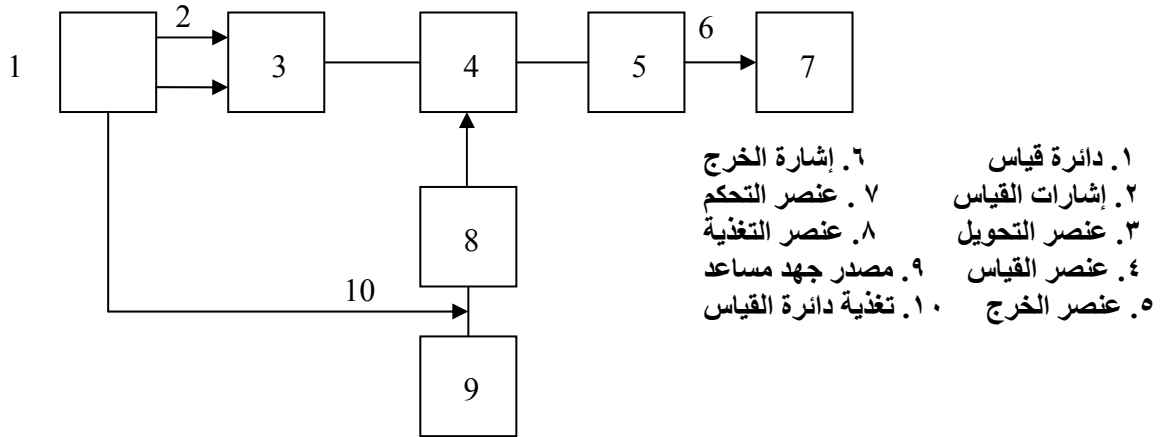 2
6
1
3
4
5
7
١. دائرة قياس ٦. إشارة الخرج
٢. إشارات القياس ٧ . عنصر التحكم
٣. عنصر التحويل ٨. عنصر التغذية
٤. عنصر القياس ٩. مصدر جهد مساعد
٥. عنصر الخرج ١٠. تغذية دائرة القياس
8
10
9